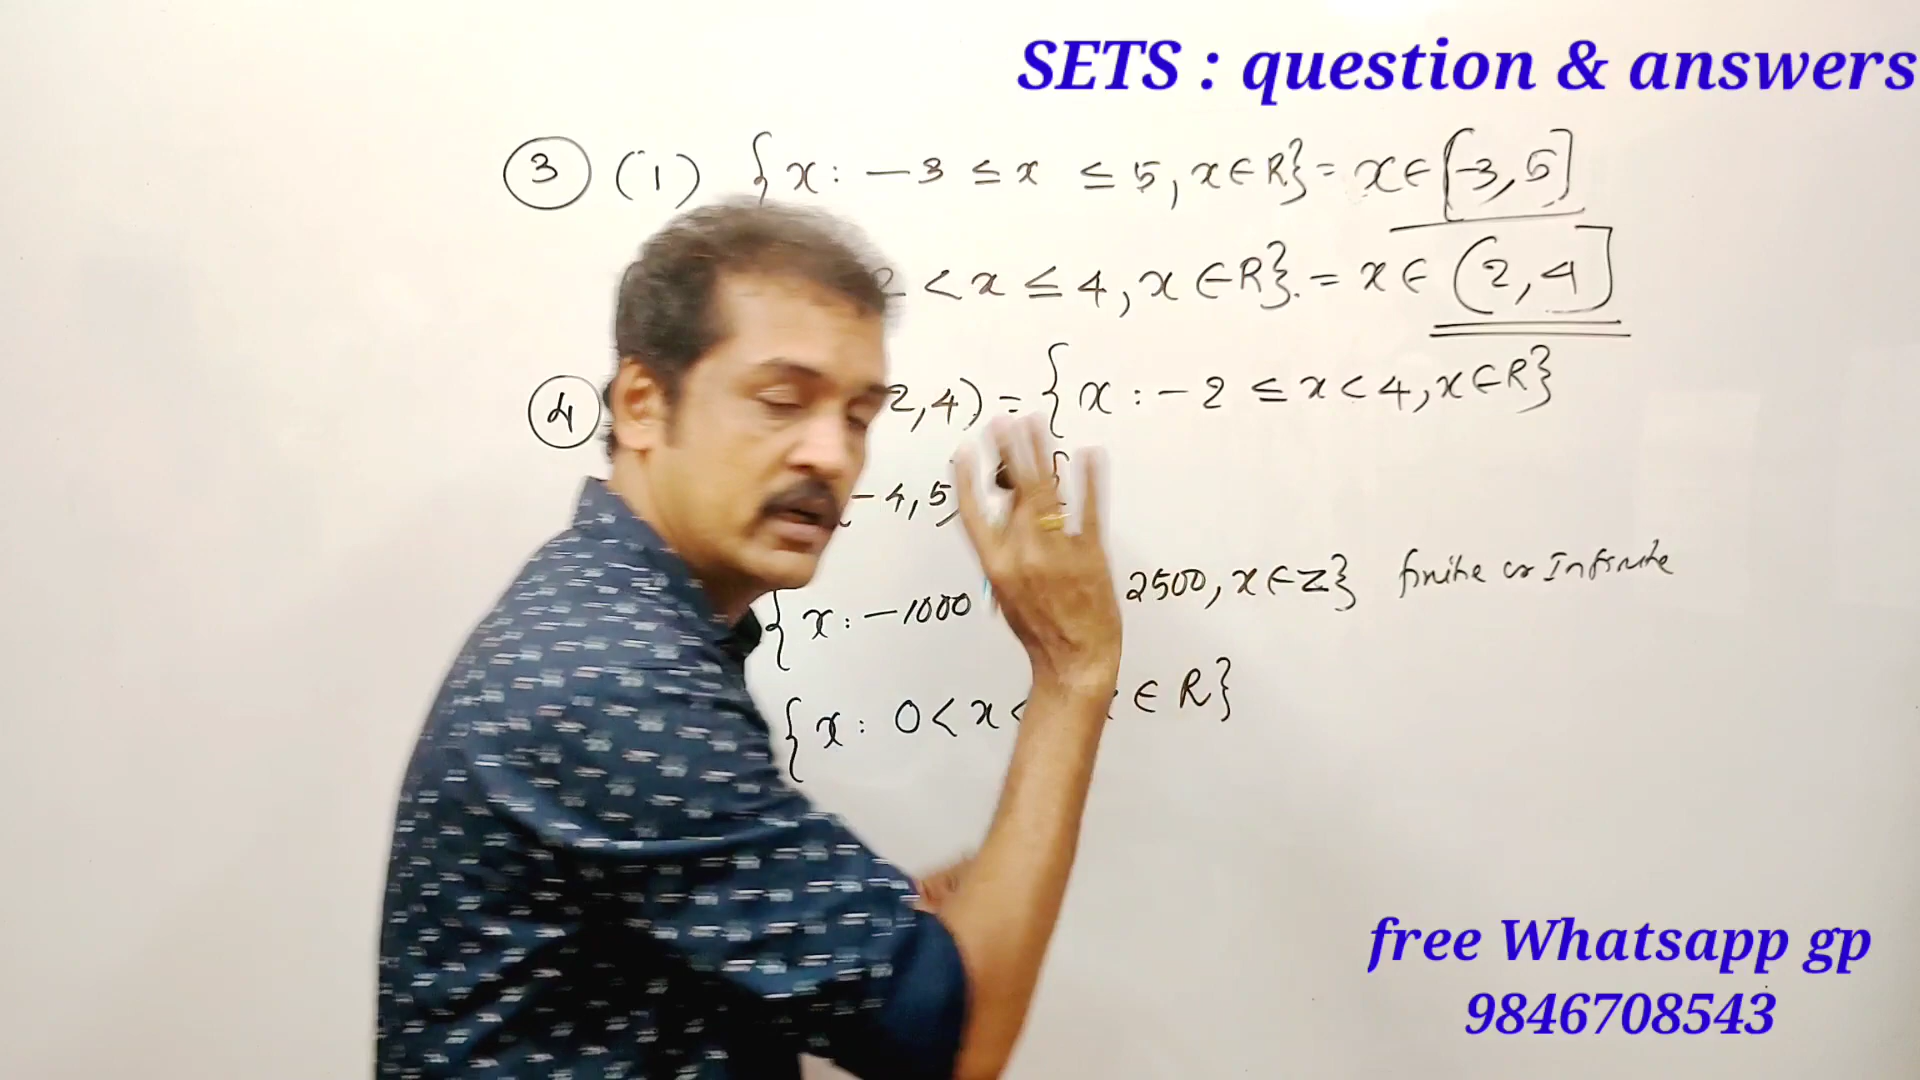 SETS : question & answers
3 (1) {x : -3 ≤ x ≤ 5, x ∈ R} = x ∈ [-3, 5]
2 < x ≤ 4, x ∈ R}. = x ∈ (2, 4]
4 2, 4) = {x : -2 ≤ x < 4, x ∈ R}
-4, 5 {
{x : -1000 2500, x ∈ Z} finite or Infinite
{x : 0 < x < ∈ R}
free Whatsapp gp
9846708543